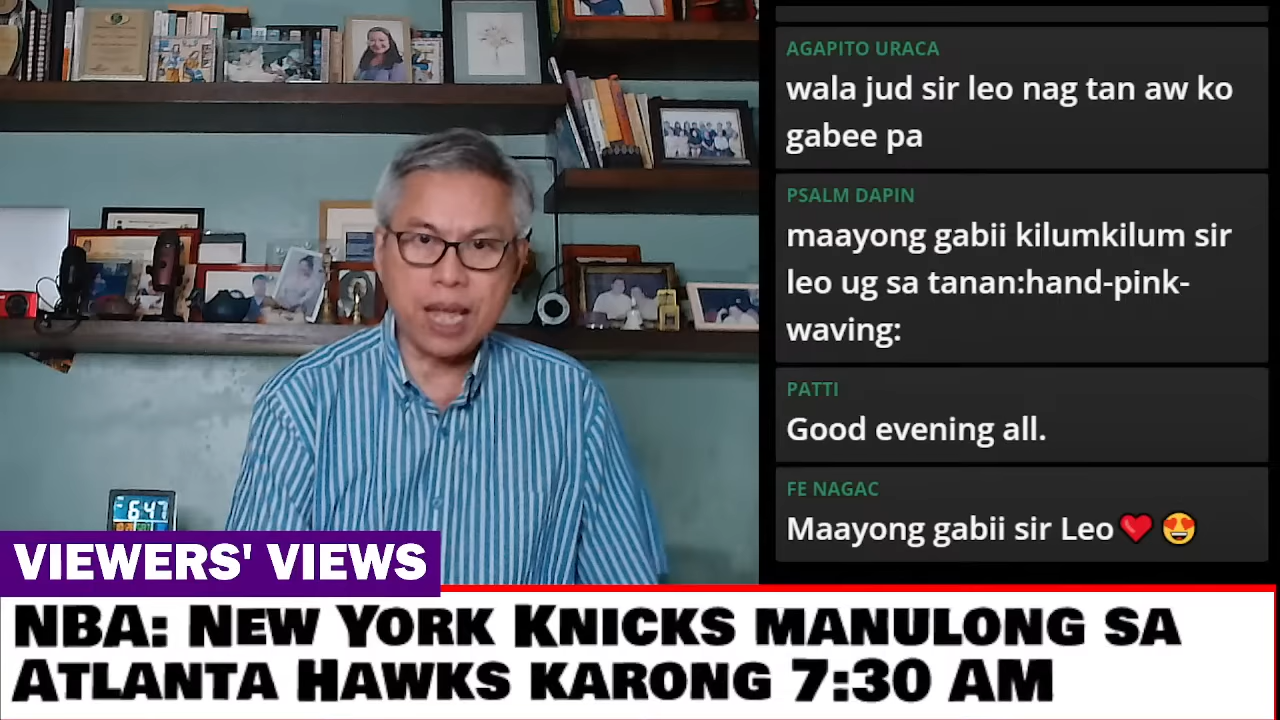 AGAPITO URACA
wala jud sir leo nag tan aw ko
gabee pa
PSALM DAPIN
maayong gabii kilumkilum sir
leo ug sa tanan:hand-pink-
waving:
PATTI
Good evening all.
FE NAGAC
Maayong gabii sir Leo❤️😍
6:47
VIEWERS' VIEWS
NBA: NEW YORK KNICKS MANULONG SA
ATLANTA HAWKS KARONG 7:30 AM